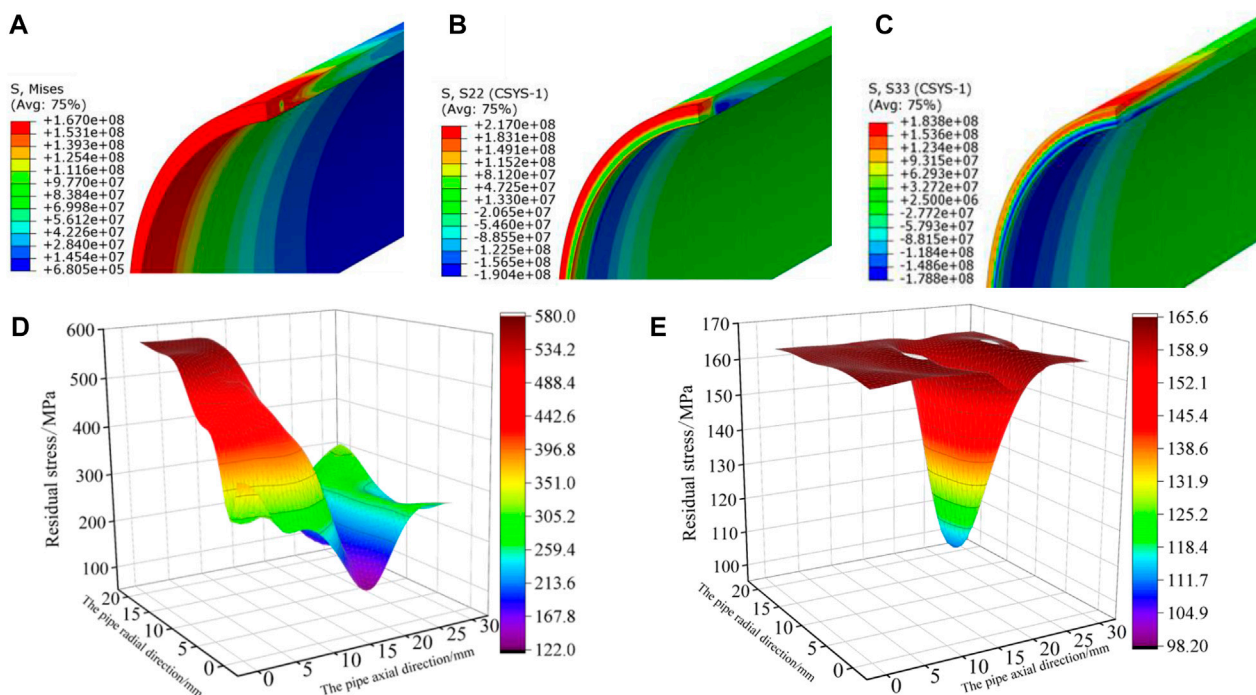 A
S, Mises
(Avg: 75%)
+1.670e+08
+1.531e+08
+1.393e+08
+1.254e+08
+1.116e+08
+9.770e+07
+8.384e+07
+6.998e+07
+5.612e+07
+4.226e+07
+2.840e+07
+1.454e+07
+6.805e+05
B
S, S22 (CSYS-1)
(Avg: 75%)
+2.170e+08
+1.831e+08
+1.491e+08
+1.152e+08
+8.120e+07
+4.725e+07
+1.330e+07
-2.065e+07
-5.460e+07
-8.855e+07
-1.225e+08
-1.565e+08
-1.904e+08
C
S, S33 (CSYS-1)
(Avg: 75%)
+1.838e+08
+1.536e+08
+1.234e+08
+9.315e+07
+6.293e+07
+3.272e+07
+2.500e+06
-2.772e+07
-5.793e+07
-8.815e+07
-1.184e+08
-1.486e+08
-1.788e+08
D
600
500
400
300
200
100
Residual stress/MPa
20
15
10
5
0
The pipe radial direction/mm
0
5
10
15
20
25
30
The pipe axial direction/mm
580.0
534.2
488.4
442.6
396.8
351.0
305.2
259.4
213.6
167.8
122.0
E
170
160
150
140
130
120
110
100
Residual stress/MPa
20
15
10
5
0
The pipe radial direction/mm
0
5
10
15
20
25
30
The pipe axial direction/mm
165.6
158.9
152.1
145.4
138.6
131.9
125.2
118.4
111.7
104.9
98.20